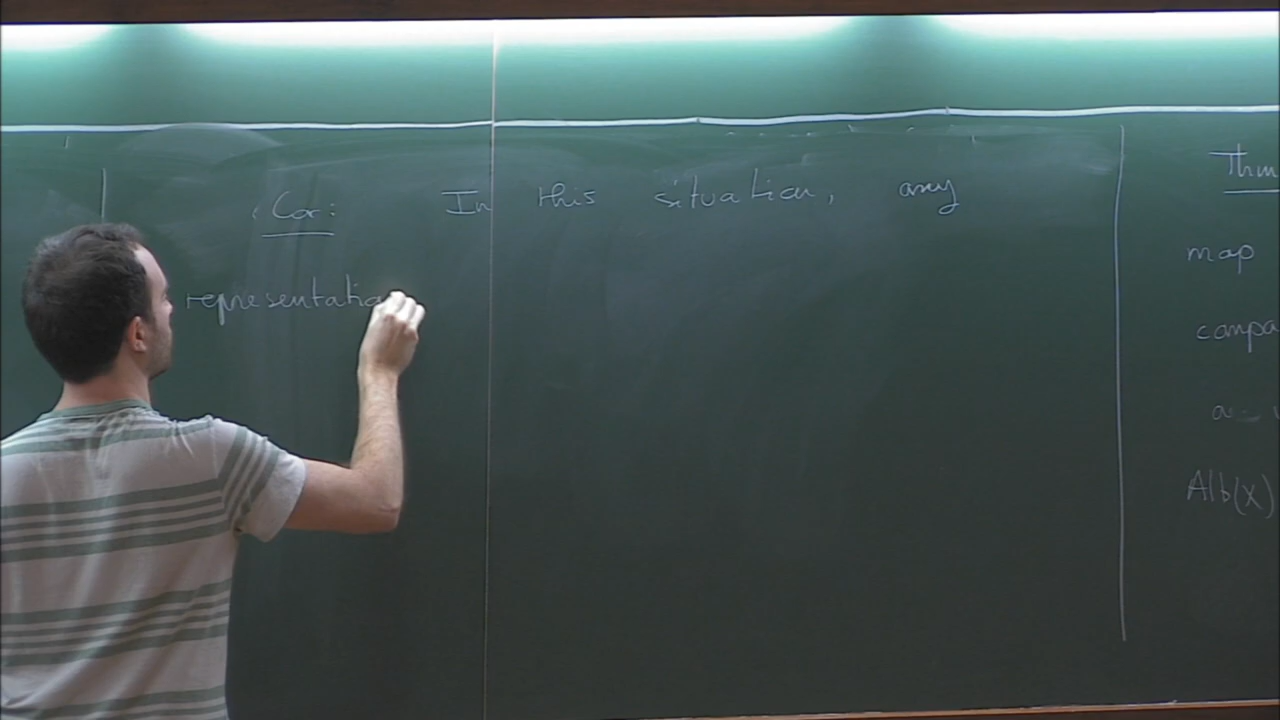 Cor: In this situation, any
representatio
Thm
map
compa
Alb(X)